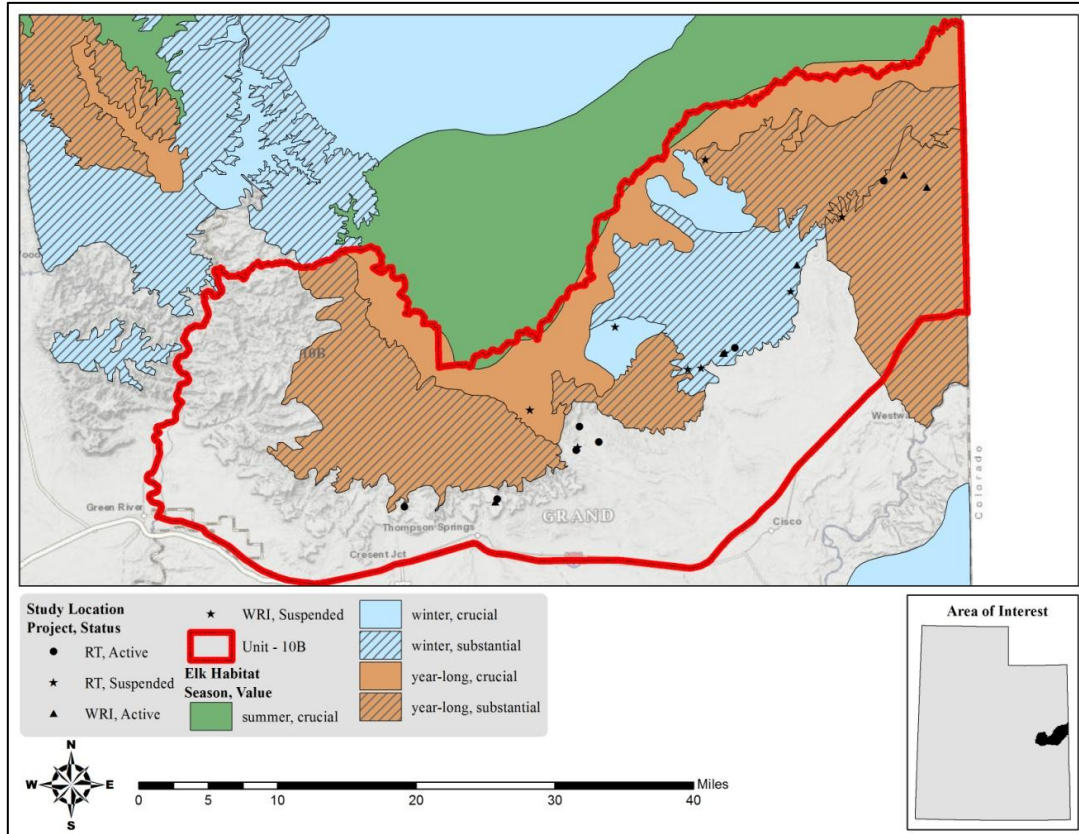 ood
10B
Green River
Thompson Springs
Cresent Jct
GRAND
Cisco
Westwa
Colorado
Study Location
Project, Status
RT, Active
RT, Suspended
WRI, Active
WRI, Suspended
Unit - 10B
Elk Habitat
Season, Value
summer, crucial
winter, crucial
winter, substantial
year-long, crucial
year-long, substantial
Area of Interest
N
W E
S
0 5 10 20 30 40 Miles